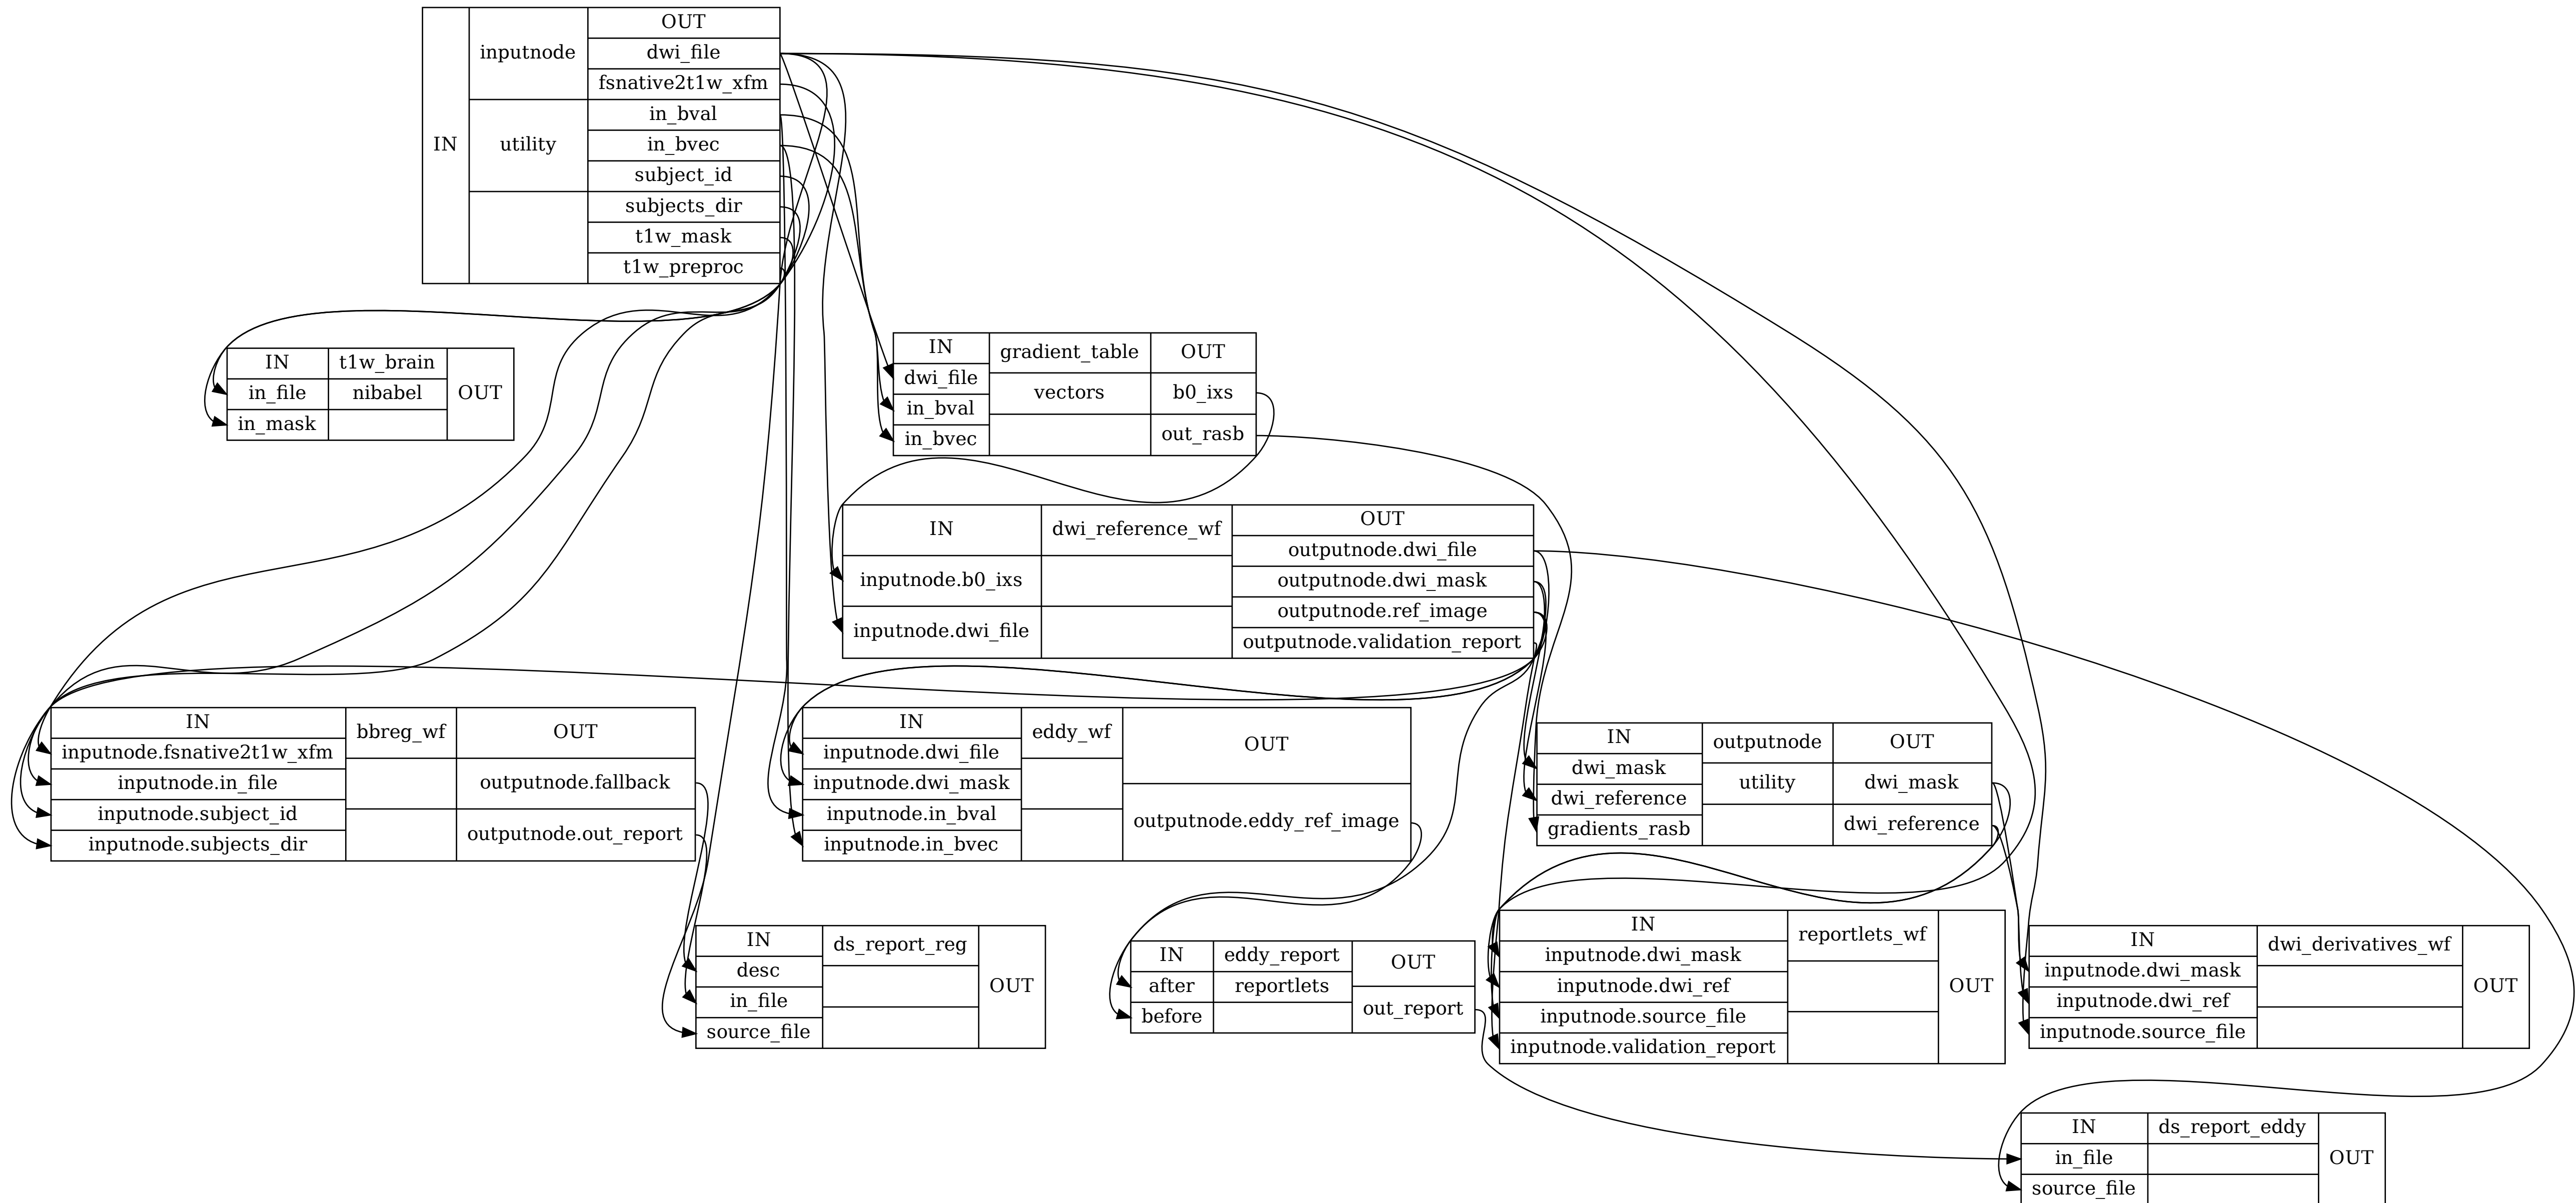 IN
inputnode
utility
OUT
dwi_file
fsnative2t1w_xfm
in_bval
in_bvec
subject_id
subjects_dir
t1w_mask
t1w_preproc
IN
in_file
in_mask
t1w_brain
nibabel
OUT
IN
dwi_file
in_bval
in_bvec
gradient_table
vectors
OUT
b0_ixs
out_rasb
IN
inputnode.b0_ixs
inputnode.dwi_file
dwi_reference_wf
OUT
outputnode.dwi_file
outputnode.dwi_mask
outputnode.ref_image
outputnode.validation_report
IN
inputnode.fsnative2t1w_xfm
inputnode.in_file
inputnode.subject_id
inputnode.subjects_dir
bbreg_wf
OUT
outputnode.fallback
outputnode.out_report
IN
inputnode.dwi_file
inputnode.dwi_mask
inputnode.in_bval
inputnode.in_bvec
eddy_wf
OUT
outputnode.eddy_ref_image
IN
dwi_mask
dwi_reference
gradients_rasb
outputnode
utility
OUT
dwi_mask
dwi_reference
IN
desc
in_file
source_file
ds_report_reg
OUT
IN
after
before
eddy_report
reportlets
OUT
out_report
IN
inputnode.dwi_mask
inputnode.dwi_ref
inputnode.source_file
inputnode.validation_report
reportlets_wf
OUT
IN
inputnode.dwi_mask
inputnode.dwi_ref
inputnode.source_file
dwi_derivatives_wf
OUT
IN
in_file
source_file
ds_report_eddy
OUT